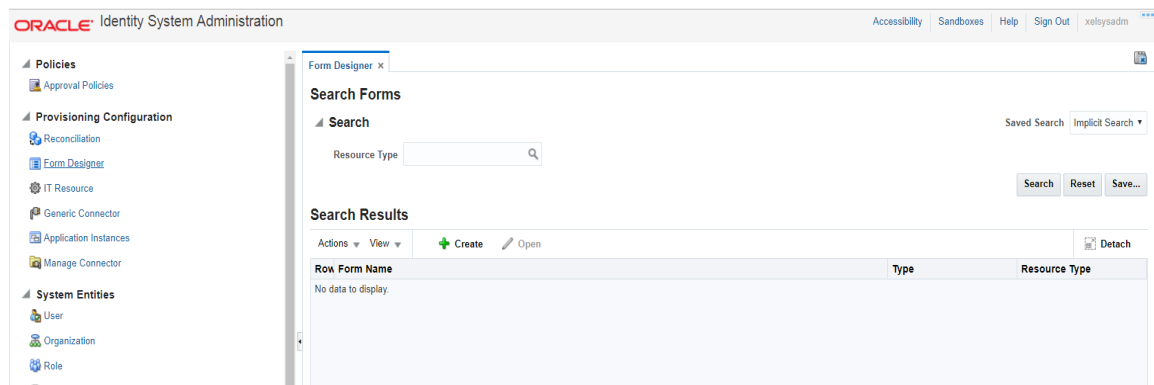 ORACLE Identity System Administration
Accessibility Sandboxes Help Sign Out xelsysadm
Policies
Approval Policies
Provisioning Configuration
Reconciliation
Form Designer
IT Resource
Generic Connector
Application Instances
Manage Connector
System Entities
User
Organization
Role
Form Designer ×
Search Forms
Search
Saved Search Implicit Search
Resource Type
Search Reset Save...
Search Results
Actions View Create Open Detach
Row Form Name Type Resource Type
No data to display.